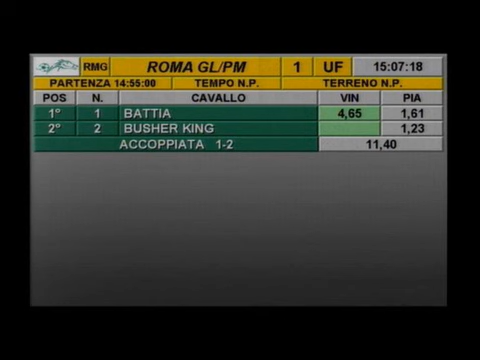 RMG ROMA GL/PM 1 UF 15:07:18
PARTENZA 14:55:00 TEMPO N.P. TERRENO N.P.
POS N. CAVALLO VIN PIA
1° 1 BATTIA 4,65 1,61
2° 2 BUSHER KING 1,23
ACCOPPIATA 1-2 11,40